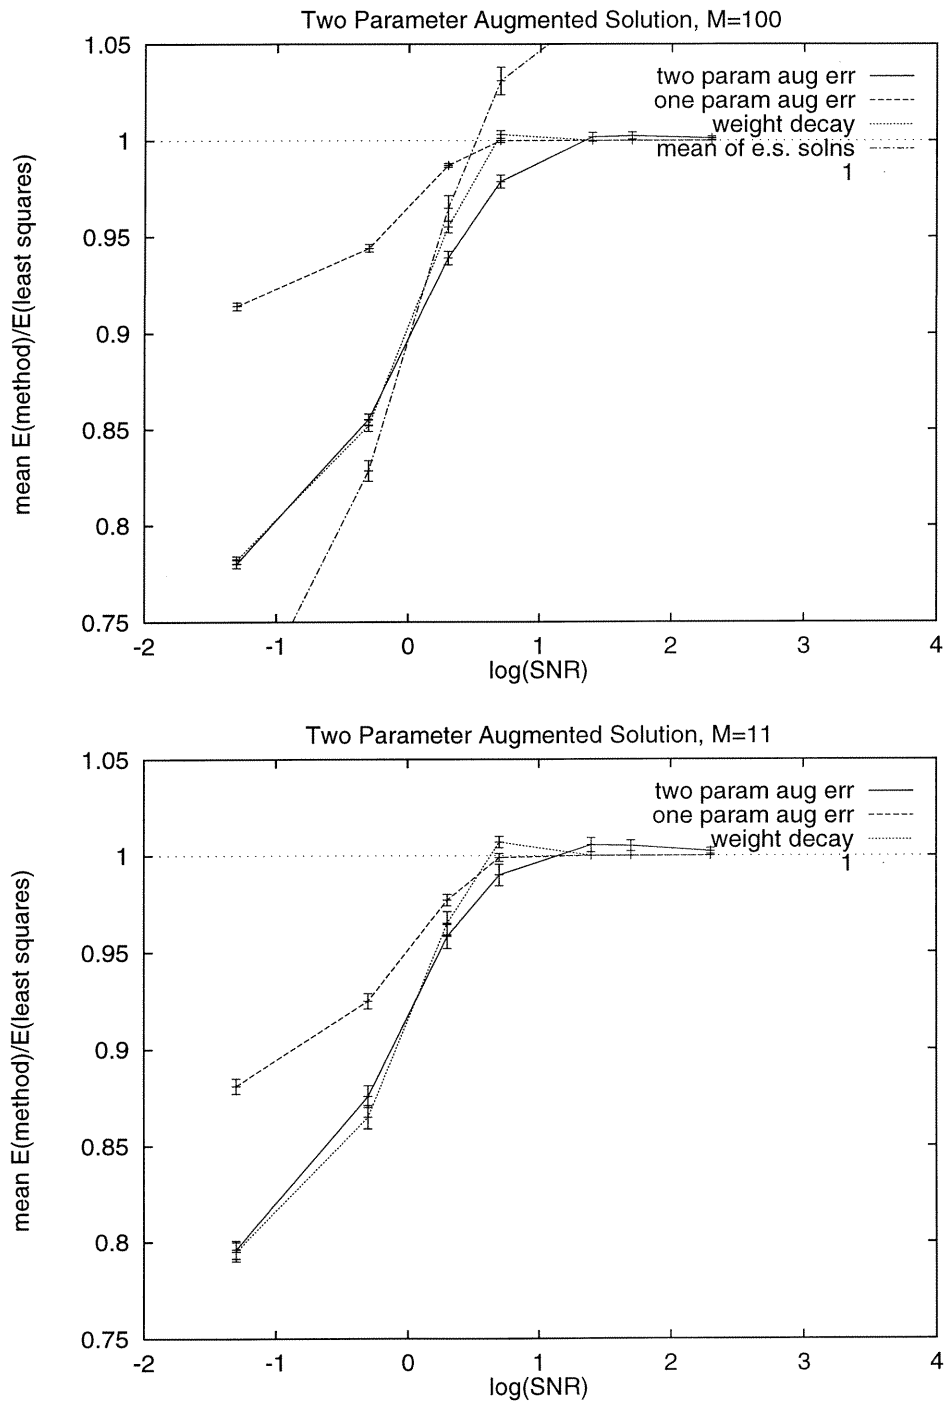 Two Parameter Augmented Solution, M=100
1.05
two param aug err
one param aug err
weight decay
mean of e.s. solns
1
1
0.95
0.9
0.85
0.8
0.75
mean E(method)/E(least squares)
-2 -1 0 1 2 3 4
log(SNR)
Two Parameter Augmented Solution, M=11
1.05
two param aug err
one param aug err
weight decay
1
1
0.95
0.9
0.85
0.8
0.75
mean E(method)/E(least squares)
-2 -1 0 1 2 3 4
log(SNR)